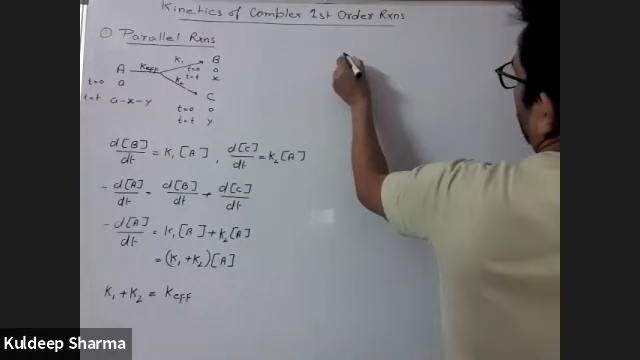 Kinetics of Complex 1st Order Rxns
① Parallel Rxns
K₁ B
A Keff t=0 0
t=0 a t=t x
K₂ C
t=t a-x-y t=0 0
t=t y
d[B]/dt = K₁[A] , d[C]/dt = K₂[A]
-d[A]/dt = d[B]/dt + d[C]/dt
-d[A]/dt = K₁[A] + K₂[A]
= (K₁+K₂)[A]
K₁ + K₂ = Keff
Kuldeep Sharma